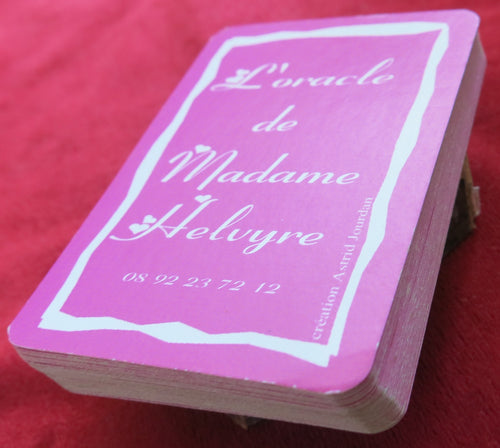 L'oracle
de
Madame
Helvyre
08 92 23 72 12
création Astrid Jourdan